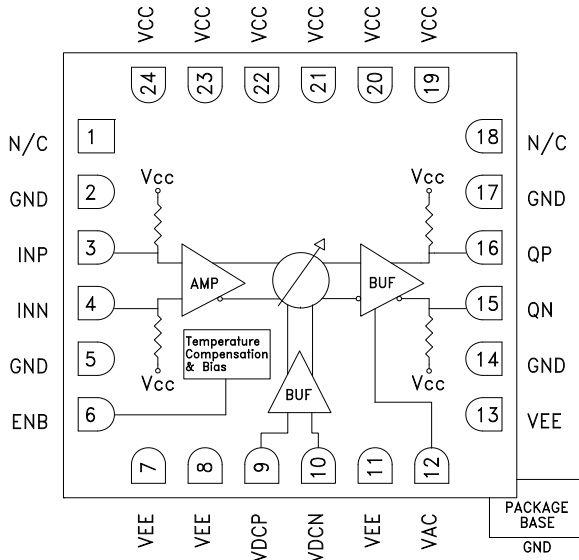 VCC VCC VCC VCC VCC VCC
24 23 22 21 20 19
N/C 1 18 N/C
GND 2 Vcc Vcc 17 GND
INP 3 16 QP
AMP BUF
INN 4 15 QN
GND 5 Temperature
Compensation
& Bias 14 GND
Vcc Vcc
BUF
ENB 6 13 VEE
7 8 9 10 11 12
VEE VEE VDCP VDCN VEE VAC
PACKAGE
BASE
GND